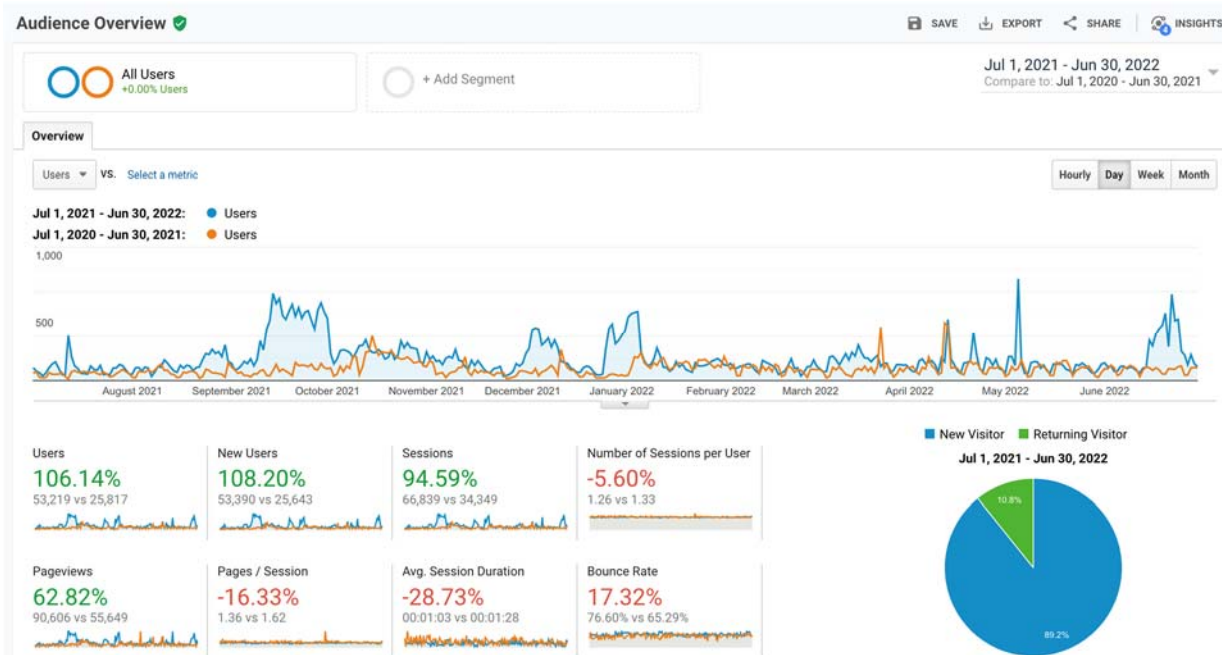 Audience Overview
SAVE EXPORT SHARE INSIGHTS
4
All Users
+0.00% Users
+ Add Segment
Jul 1, 2021 - Jun 30, 2022
Compare to: Jul 1, 2020 - Jun 30, 2021
Overview
Users VS. Select a metric
Hourly Day Week Month
Jul 1, 2021 - Jun 30, 2022: Users
Jul 1, 2020 - Jun 30, 2021: Users
1,000
500
August 2021 September 2021 October 2021 November 2021 December 2021 January 2022 February 2022 March 2022 April 2022 May 2022 June 2022
New Visitor Returning Visitor
Jul 1, 2021 - Jun 30, 2022
10.8%
89.2%
Users
106.14%
53,219 vs 25,817
New Users
108.20%
53,390 vs 25,643
Sessions
94.59%
66,839 vs 34,349
Number of Sessions per User
-5.60%
1.26 vs 1.33
Pageviews
62.82%
90,606 vs 55,649
Pages / Session
-16.33%
1.36 vs 1.62
Avg. Session Duration
-28.73%
00:01:03 vs 00:01:28
Bounce Rate
17.32%
76.60% vs 65.29%